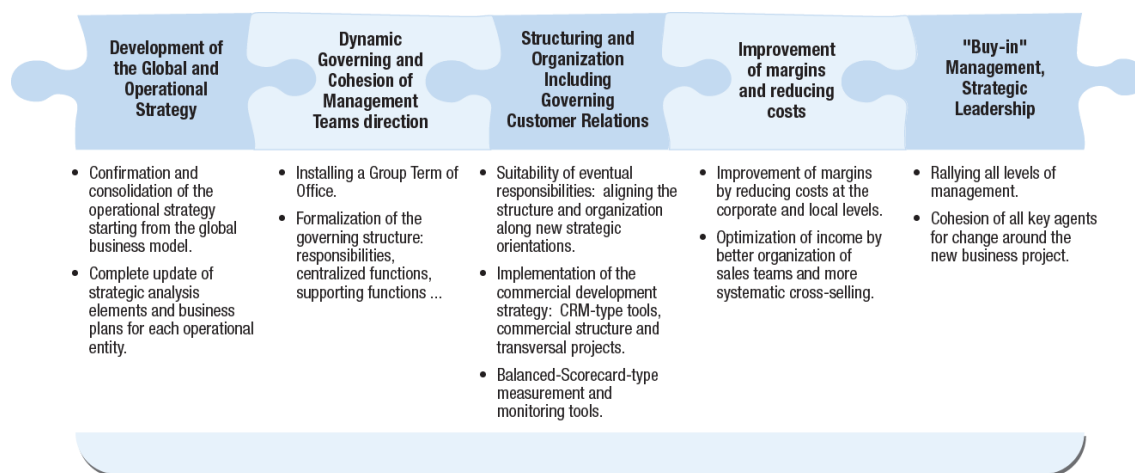 Development of
the Global and
Operational
Strategy
Dynamic
Governing and
Cohesion of
Management
Teams direction
Structuring and
Organization
Including
Governing
Customer Relations
Improvement
of margins
and reducing
costs
"Buy-in"
Management,
Strategic
Leadership
• Confirmation and
consolidation of the
operational strategy
starting from the global
business model.
• Complete update of
strategic analysis
elements and business
plans for each operational
entity.
• Installing a Group Term of
Office.
• Formalization of the
governing structure:
responsibilities,
centralized functions,
supporting functions ...
• Suitability of eventual
responsibilities: aligning the
structure and organization
along new strategic
orientations.
• Implementation of the
commercial development
strategy: CRM-type tools,
commercial structure and
transversal projects.
• Balanced-Scorecard-type
measurement and
monitoring tools.
• Improvement of margins
by reducing costs at the
corporate and local levels.
• Optimization of income by
better organization of
sales teams and more
systematic cross-selling.
• Rallying all levels of
management.
• Cohesion of all key agents
for change around the
new business project.